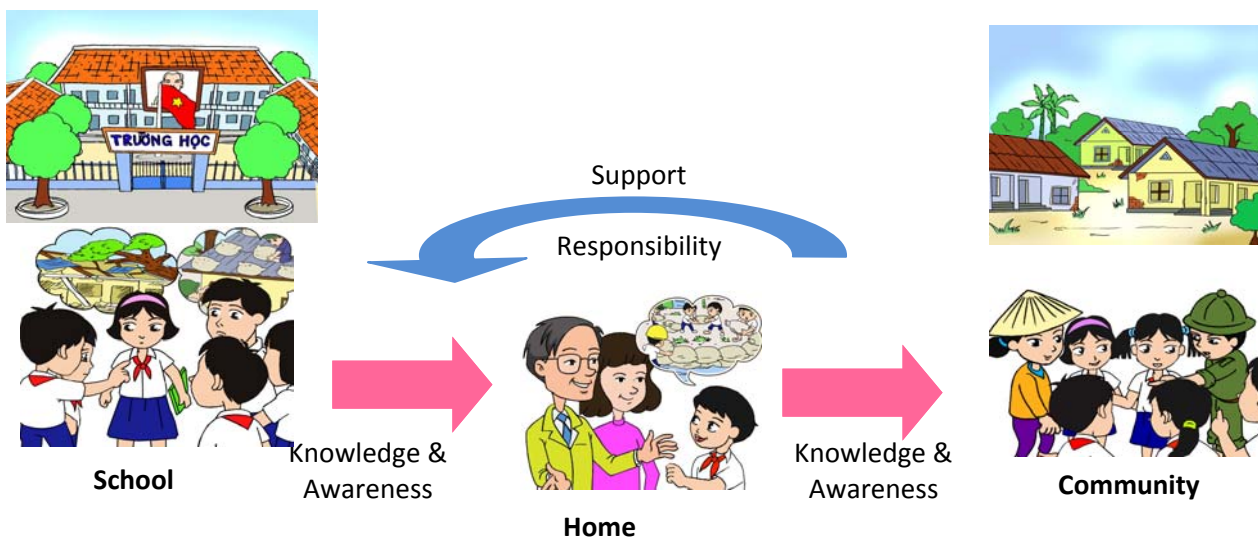 TRƯỜNG HỌC
Support
Responsibility
Knowledge &
Awareness
School
Home
Knowledge &
Awareness
Community